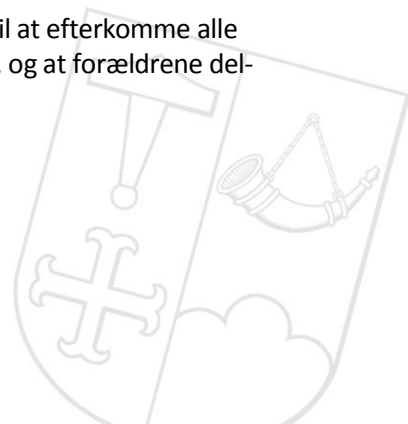 il at efterkomme alle
og at forældrene del-